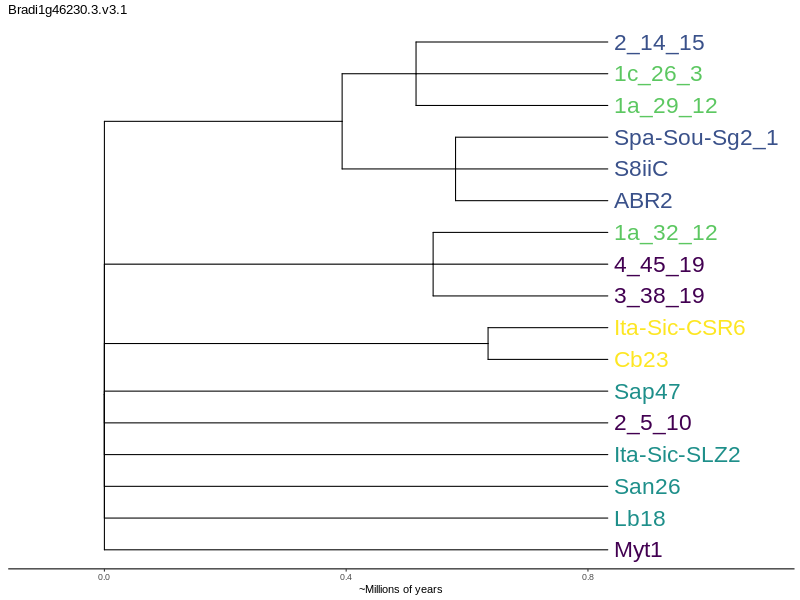 Bradi1g46230.3.v3.1
2_14_15
1c_26_3
1a_29_12
Spa-Sou-Sg2_1
S8iiC
ABR2
1a_32_12
4_45_19
3_38_19
Ita-Sic-CSR6
Cb23
Sap47
2_5_10
Ita-Sic-SLZ2
San26
Lb18
Myt1
0.0 0.4 0.8
~Millions of years